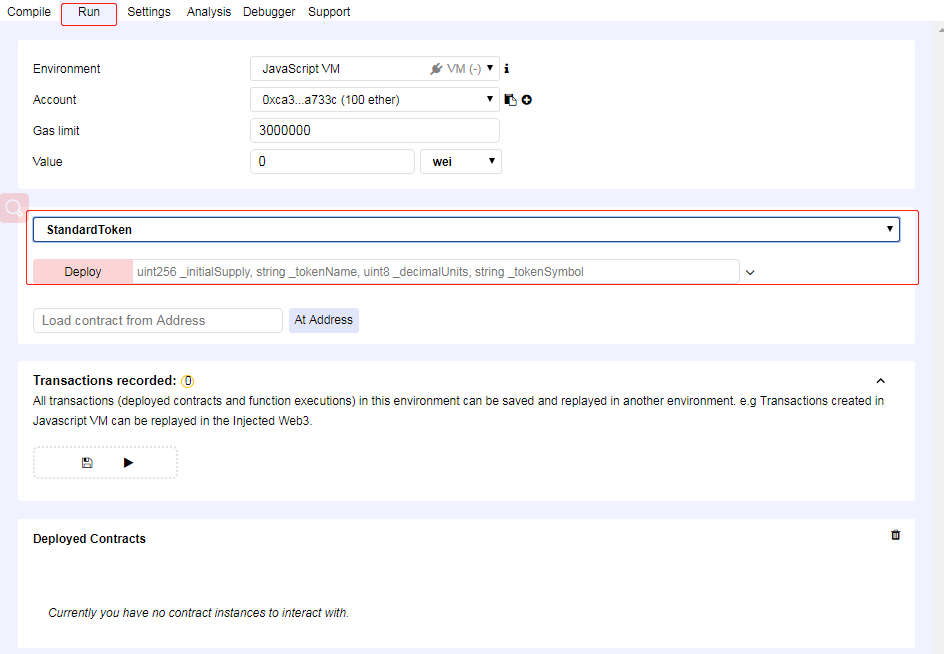 Compile Run Settings Analysis Debugger Support
Environment JavaScript VM VM (-)
Account 0xca3...a733c (100 ether)
Gas limit 3000000
Value 0 wei
StandardToken
Deploy uint256 _initialSupply, string _tokenName, uint8 _decimalUnits, string _tokenSymbol
Load contract from Address At Address
Transactions recorded: 0
All transactions (deployed contracts and function executions) in this environment can be saved and replayed in another environment. e.g Transactions created in
Javascript VM can be replayed in the Injected Web3.
Deployed Contracts
Currently you have no contract instances to interact with.